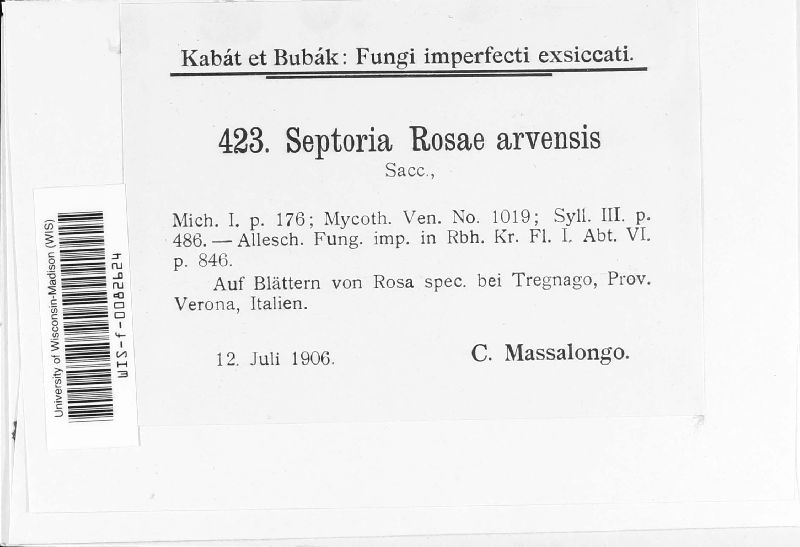 Kabát et Bubák: Fungi imperfecti exsiccati.
423. Septoria Rosae arvensis
Sacc.,
Mich. I. p. 176; Mycoth. Ven. No. 1019; Syll. III. p.
486. — Allesch. Fung. imp. in Rbh. Kr. Fl. I. Abt. VI.
p. 846.
Auf Blättern von Rosa spec. bei Tregnago, Prov.
Verona, Italien.
12. Juli 1906.
C. Massalongo.
University of Wisconsin-Madison (WIS)
WIS-f-0082624